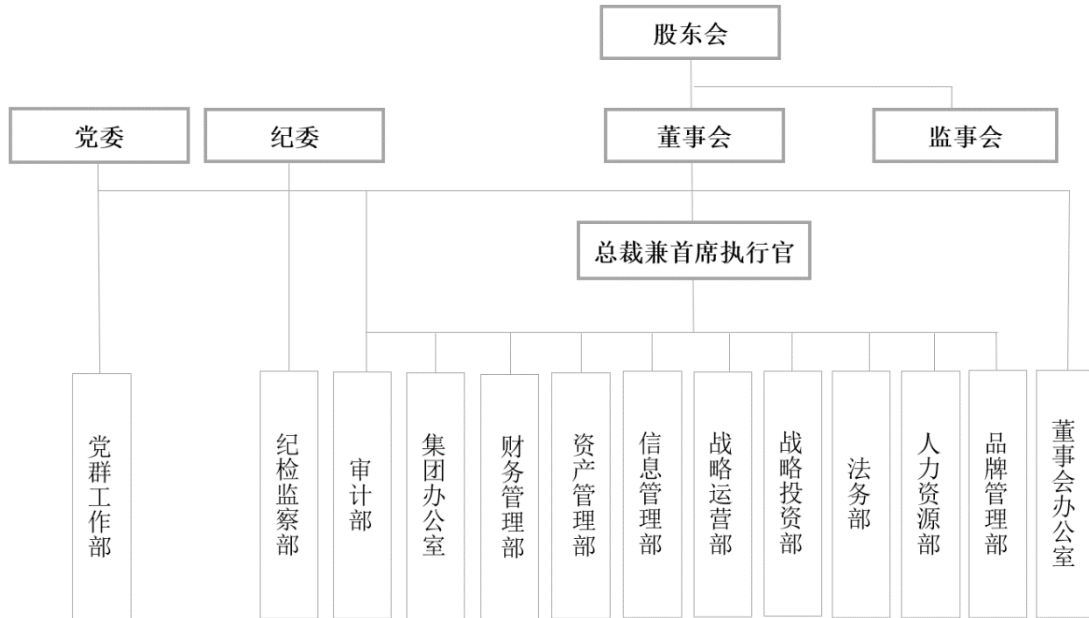 股东会
党委
纪委
董事会
监事会
总裁兼首席执行官
党群工作部
纪检监察部
审计部
集团办公室
财务管理部
资产管理部
信息管理部
战略运营部
战略投资部
法务部
人力资源部
品牌管理部
董事会办公室